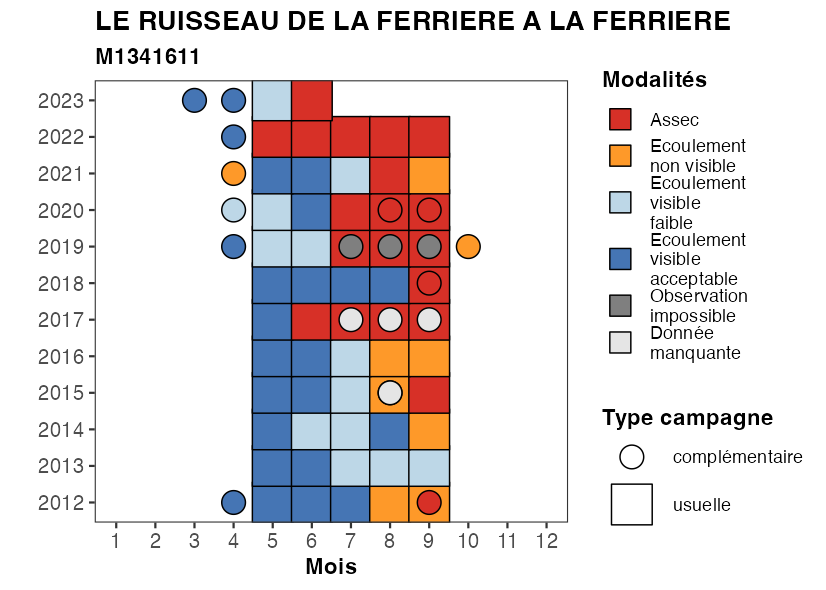 LE RUISSEAU DE LA FERRIERE A LA FERRIERE
M1341611
2023
2022
2021
2020
2019
2018
2017
2016
2015
2014
2013
2012
1 2 3 4 5 6 7 8 9 10 11 12
Mois
Modalités
Assec
Ecoulement
non visible
Ecoulement
visible
faible
Ecoulement
visible
acceptable
Observation
impossible
Donnée
manquante
Type campagne
complémentaire
usuelle